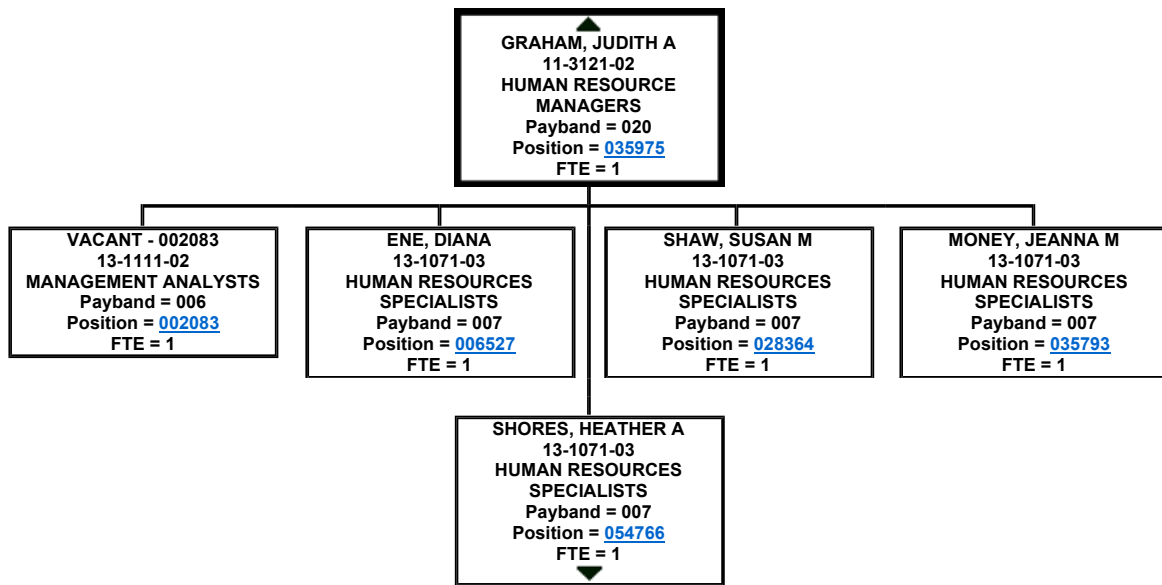 GRAHAM, JUDITH A
11-3121-02
HUMAN RESOURCE
MANAGERS
Payband = 020
Position = 035975
FTE = 1
VACANT - 002083
13-1111-02
MANAGEMENT ANALYSTS
Payband = 006
Position = 002083
FTE = 1
ENE, DIANA
13-1071-03
HUMAN RESOURCES
SPECIALISTS
Payband = 007
Position = 006527
FTE = 1
SHAW, SUSAN M
13-1071-03
HUMAN RESOURCES
SPECIALISTS
Payband = 007
Position = 028364
FTE = 1
MONEY, JEANNA M
13-1071-03
HUMAN RESOURCES
SPECIALISTS
Payband = 007
Position = 035793
FTE = 1
SHORES, HEATHER A
13-1071-03
HUMAN RESOURCES
SPECIALISTS
Payband = 007
Position = 054766
FTE = 1